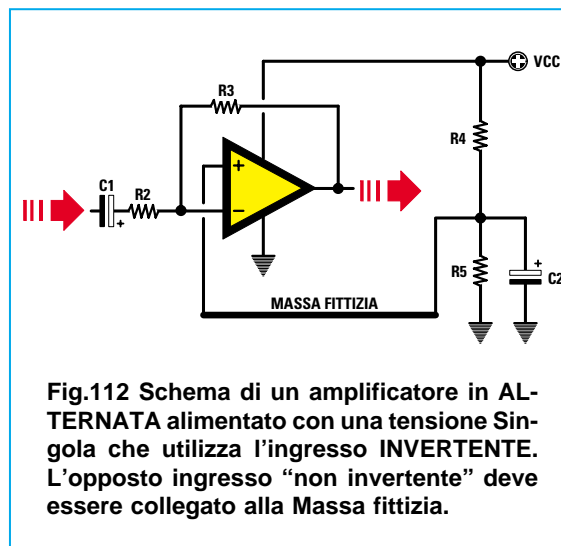 VCC
R3
R4
C1
R2
+
−
+
+
R5
C2
MASSA FITTIZIA
Fig.112 Schema di un amplificatore in AL-
TERNATA alimentato con una tensione Sin-
gola che utilizza l'ingresso INVERTENTE.
L'opposto ingresso “non invertente” deve
essere collegato alla Massa fittizia.